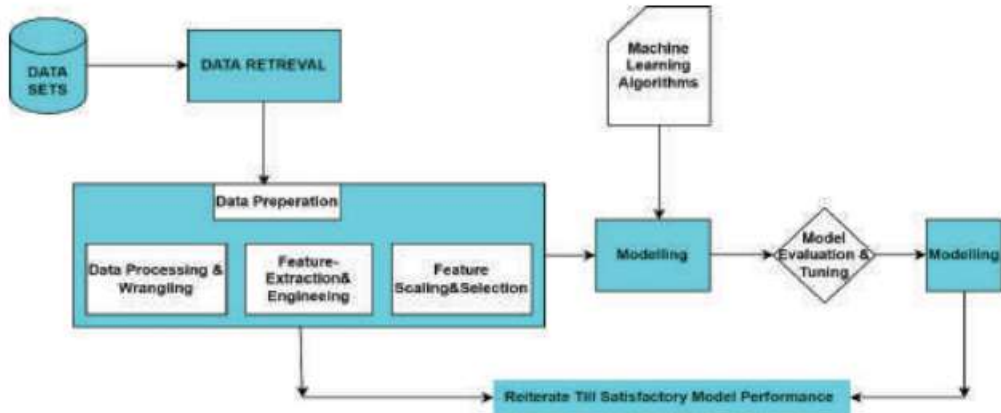 DATA
SETS
DATA RETREVAL
Machine
Learning
Algorithms
Data Preperation
Data Processing &
Wrangling
Feature-
Extraction&
Engineeing
Feature
Scaling&Selection
Modelling
Model
Evaluation &
Tuning
Modelling
Reiterate Till Satisfactory Model Performance